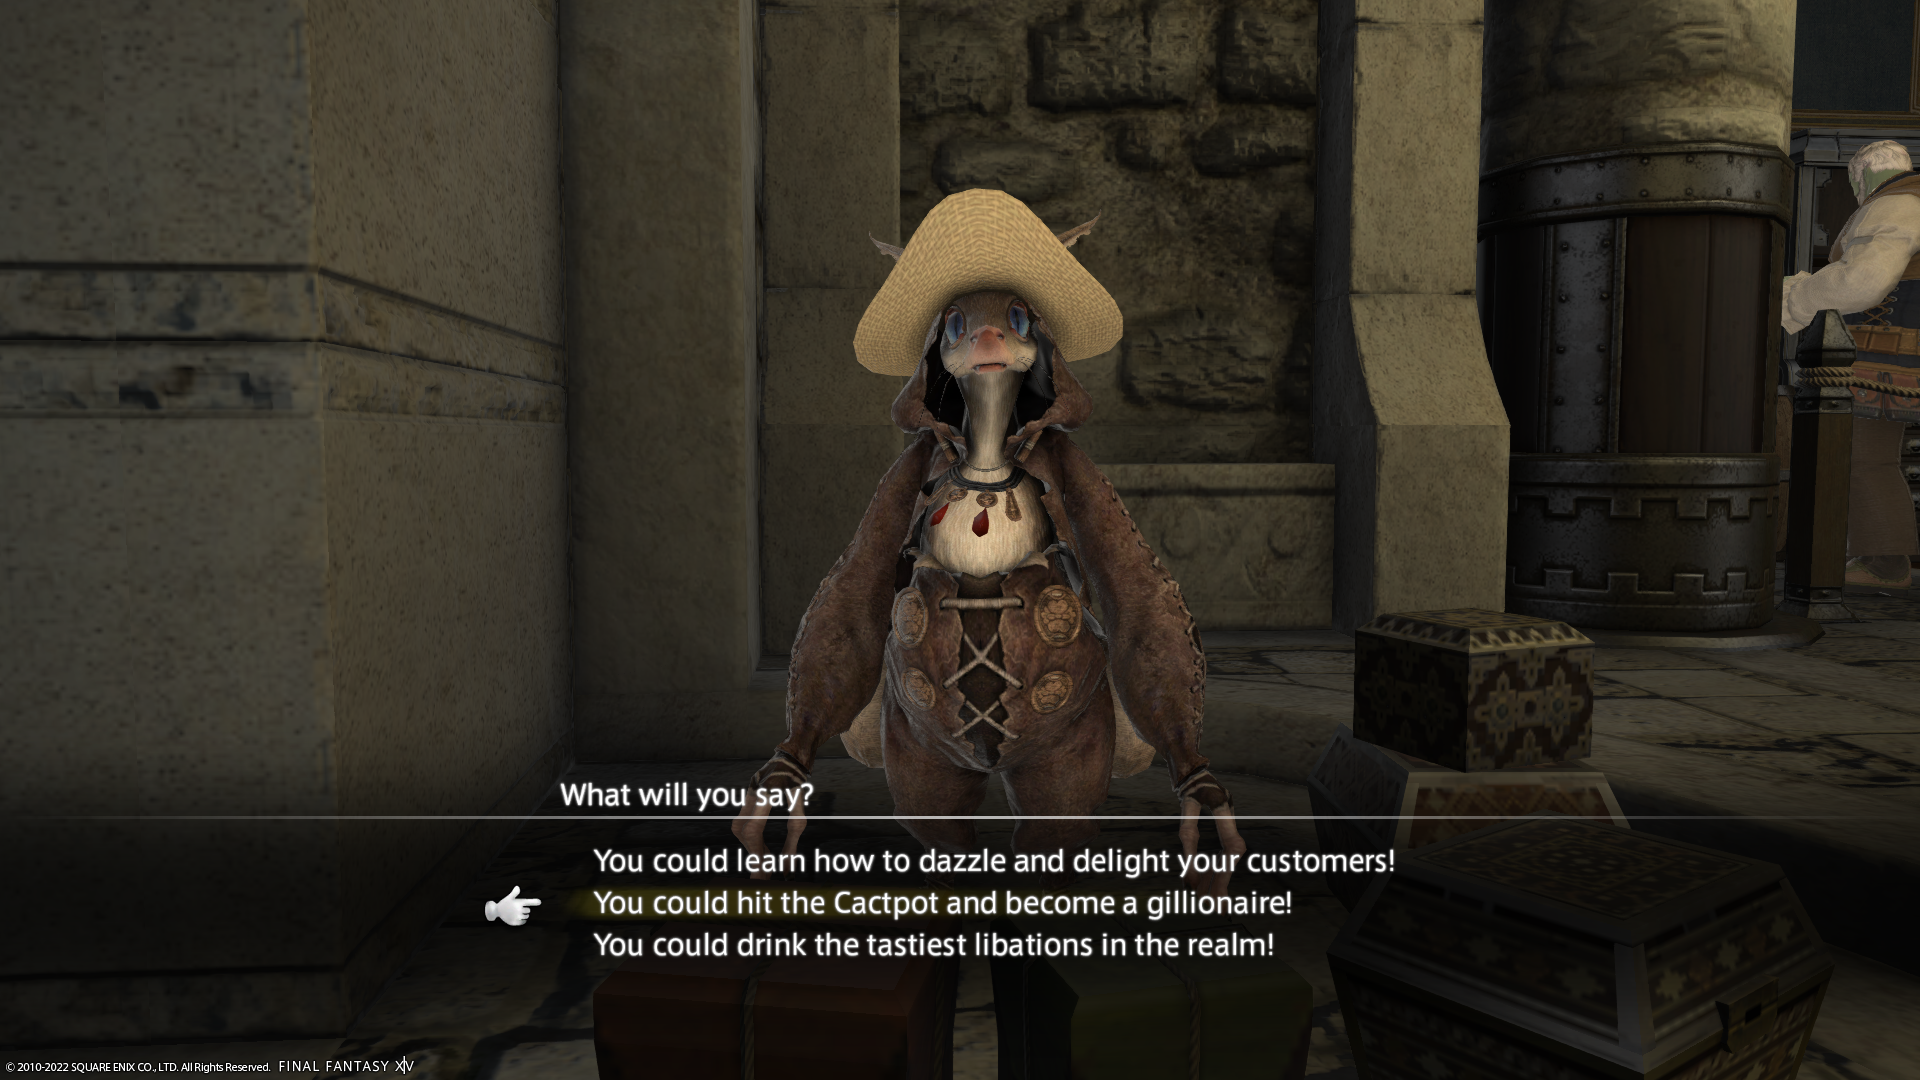 What will you say?
You could learn how to dazzle and delight your customers!
You could hit the Cactpot and become a gillionaire!
You could drink the tastiest libations in the realm!
© 2010-2022 SQUARE ENIX CO., LTD. All Rights Reserved. FINAL FANTASY XIV